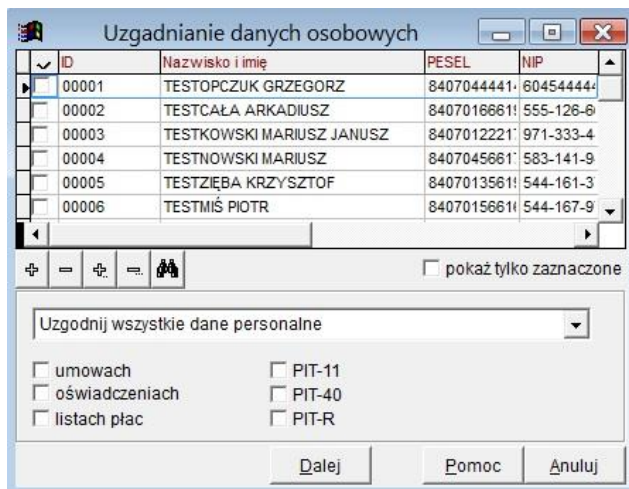 Uzgadnianie danych osobowych
ID Nazwisko i imię PESEL NIP
00001 TESTOPCZUK GRZEGORZ
00002 TESTCAŁA ARKADIUSZ 555-126-
00003 TESTKOWSKI MARIUSZ JANUSZ 971-333-4
00004 TESTNOWSKI MARIUSZ 583-141-9
00005 TESTZIĘBA KRZYSZTOF 544-161-3
00006 TESTMIŚ PIOTR 544-167-9
pokaż tylko zaznaczone
Uzgodnij wszystkie dane personalne
umowach PIT-11
oświadczeniach PIT-40
listach płac PIT-R
Dalej Pomoc Anuluj